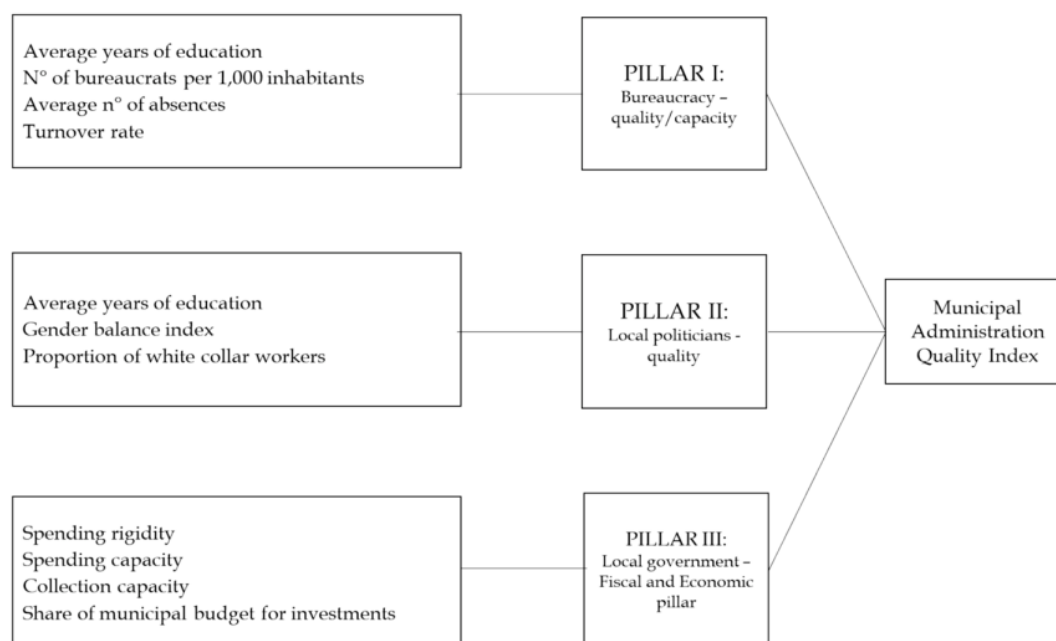 Average years of education
N° of bureaucrats per 1,000 inhabitants
Average n° of absences
Turnover rate
PILLAR I:
Bureaucracy –
quality/capacity
Average years of education
Gender balance index
Proportion of white collar workers
PILLAR II:
Local politicians -
quality
Municipal
Administration
Quality Index
Spending rigidity
Spending capacity
Collection capacity
Share of municipal budget for investments
PILLAR III:
Local government –
Fiscal and Economic
pillar